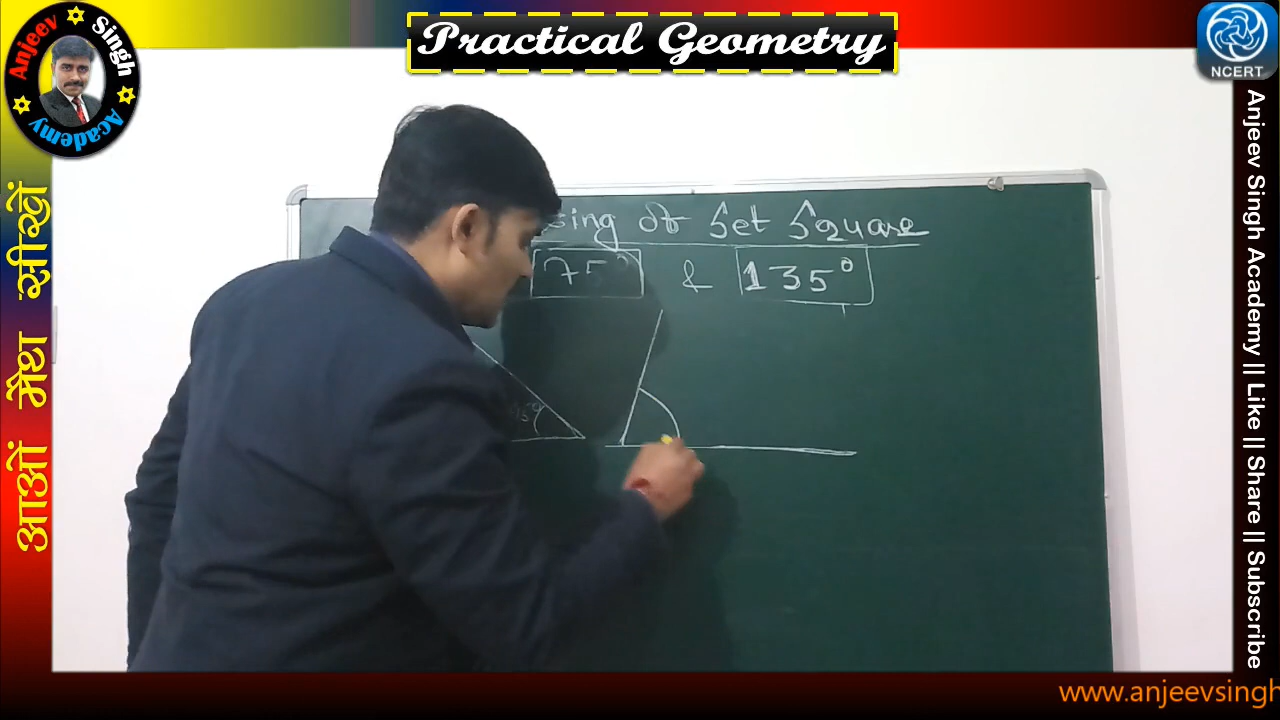 Anjeev Singh
Academy
Practical Geometry
NCERT
आओं मैथ सीखें
sing of Set Square
75° & 135°
45°
Anjeev Singh Academy || Like || Share || Subscribe
www.anjeevsingh